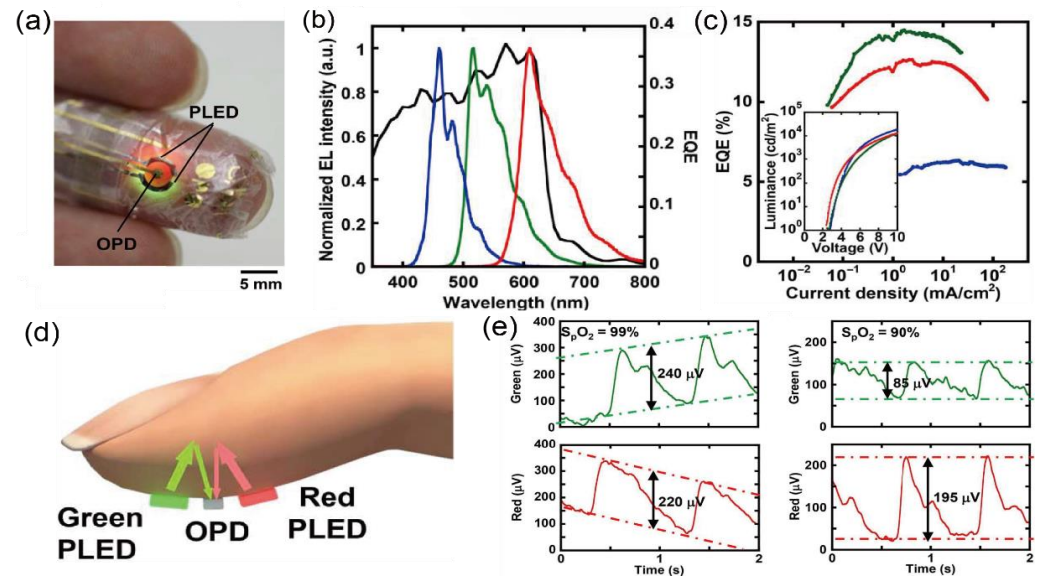 (a)
PLED
OPD
5 mm
(b)
Normalized EL intensity (a.u.)
1
0.8
0.6
0.4
0.2
0
400 500 600 700 800
Wavelength (nm)
0.4
0.3
0.2
0.1
0
EQE
(c)
EQE (%)
15
10
5
0
10⁻² 10⁻¹ 10⁰ 10¹ 10²
Current density (mA/cm²)
Luminance (cd/m²)
10⁵
10⁴
10³
10²
10¹
10⁰
0 2 4 6 8 10
Voltage (V)
(d)
Green
PLED
OPD
Red
PLED
(e)
SpO2 = 99%
Green (μV)
400
300
200
100
0
240 μV
0 1 2
SpO2 = 90%
Green (μV)
200
100
0
85 μV
0 1 2
Red (μV)
400
300
200
100
0
220 μV
0 1 2
Time (s)
Red (μV)
200
100
0
195 μV
0 1 2
Time (s)